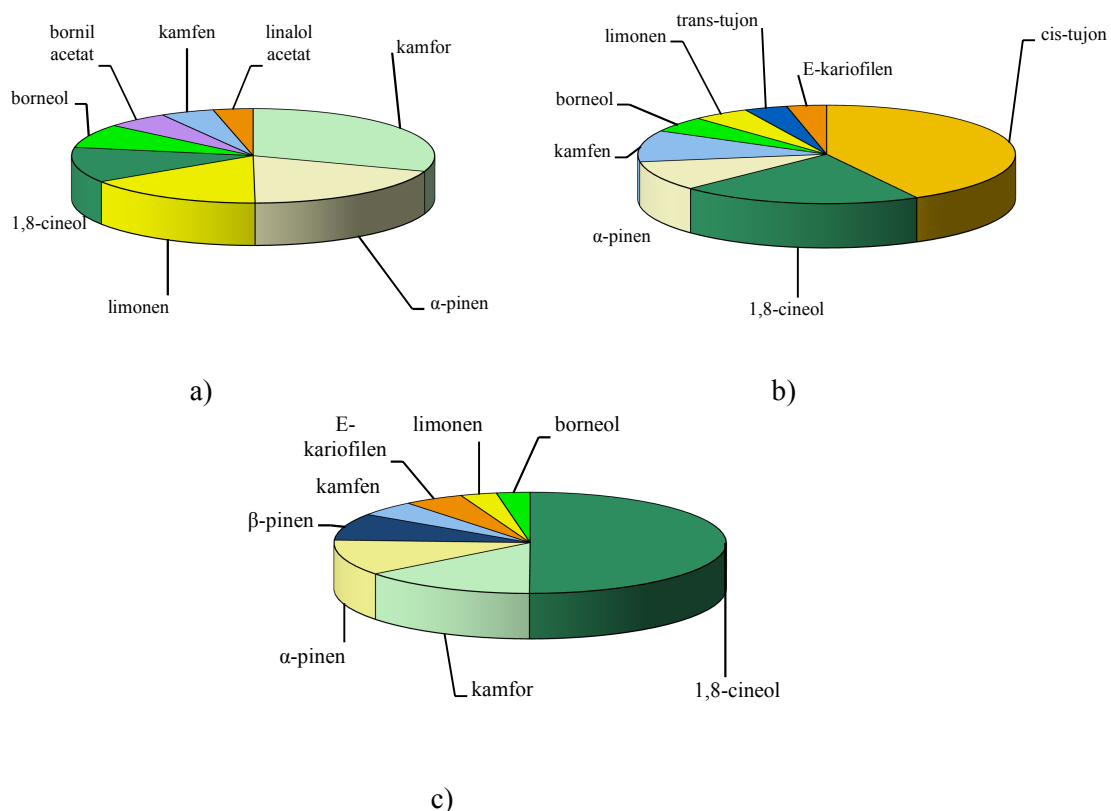 bornil
acetat
kamfen
linalol
acetat
kamfor
borneol
1,8-cineol
limonen
α-pinen
a)
trans-tujon
cis-tujon
limonen
E-kariofilen
borneol
kamfen
α-pinen
1,8-cineol
b)
E-
kariofilen
limonen
borneol
kamfen
β-pinen
α-pinen
kamfor
1,8-cineol
c)